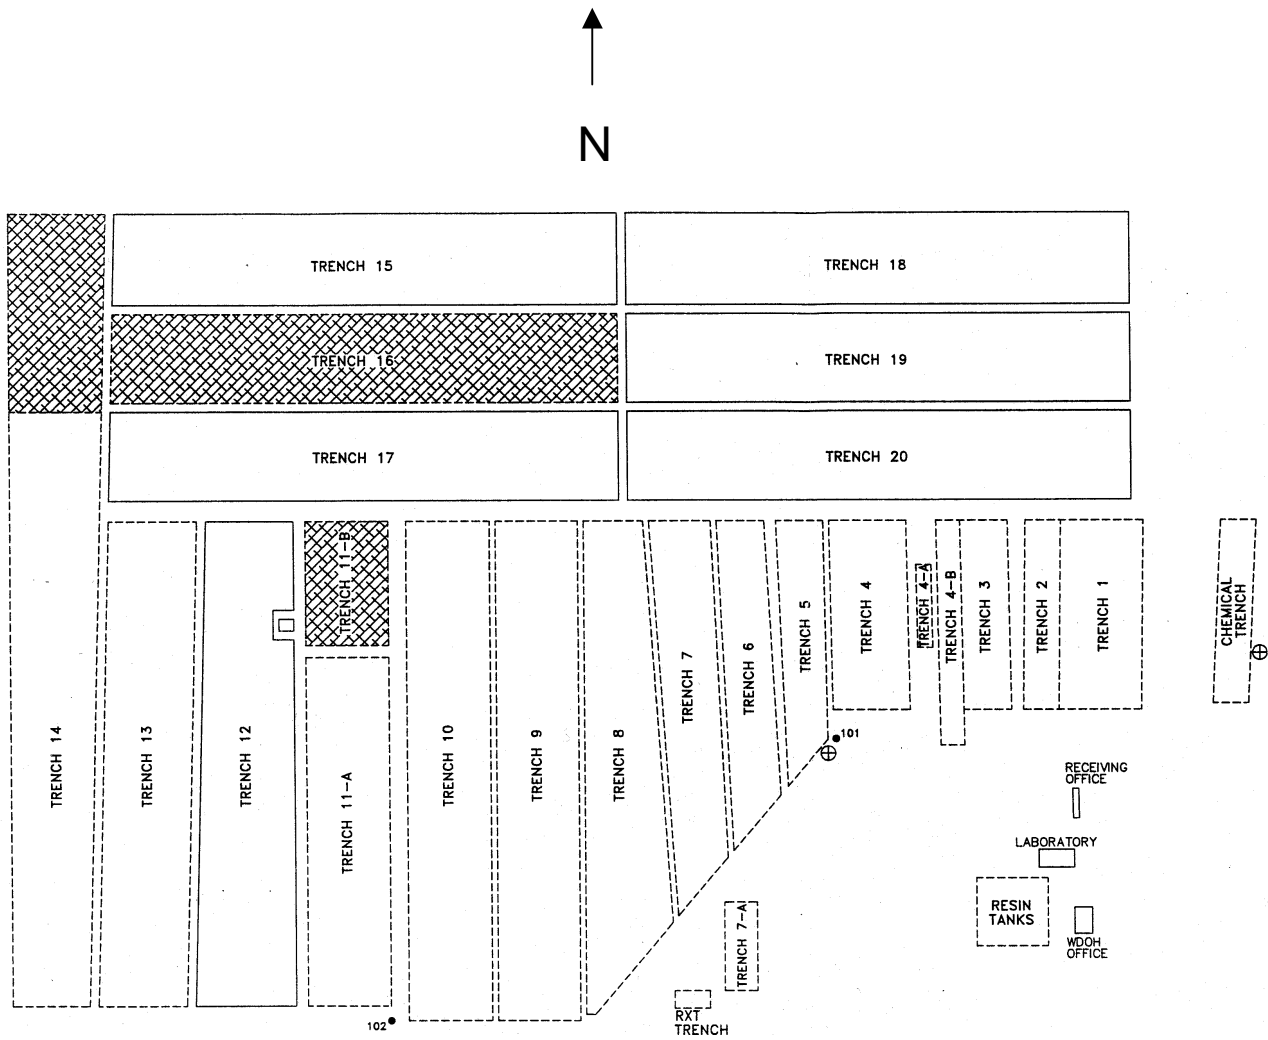 N
TRENCH 15
TRENCH 18
TRENCH 16
TRENCH 19
TRENCH 17
TRENCH 20
TRENCH 14
TRENCH 13
TRENCH 12
TRENCH 11-B
TRENCH 11-A
TRENCH 10
TRENCH 9
TRENCH 8
TRENCH 7
TRENCH 6
TRENCH 5
TRENCH 4
TRENCH 4-A
TRENCH 4-B
TRENCH 3
TRENCH 2
TRENCH 1
CHEMICAL
TRENCH
101
RECEIVING
OFFICE
LABORATORY
RESIN
TANKS
WDOH
OFFICE
TRENCH 7-A
RXT
TRENCH
102